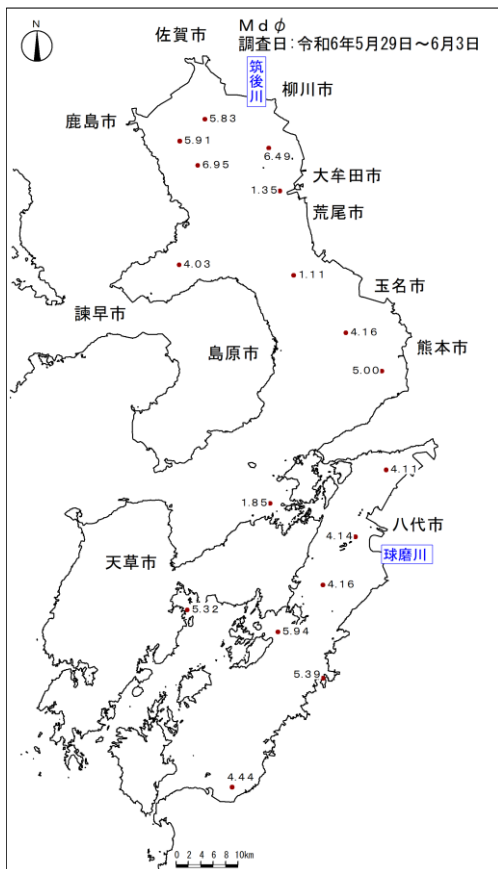 N
Mdφ
調査日:令和6年5月29日～6月3日
佐賀市
筑後川
柳川市
鹿島市
5.83
5.91
6.49
6.95
大牟田市
1.35
荒尾市
4.03
1.11
玉名市
諫早市
4.16
島原市
熊本市
5.00
4.11
1.85
八代市
4.14
球磨川
天草市
4.16
5.32
5.94
5.39
4.44
0 2 4 6 8 10km